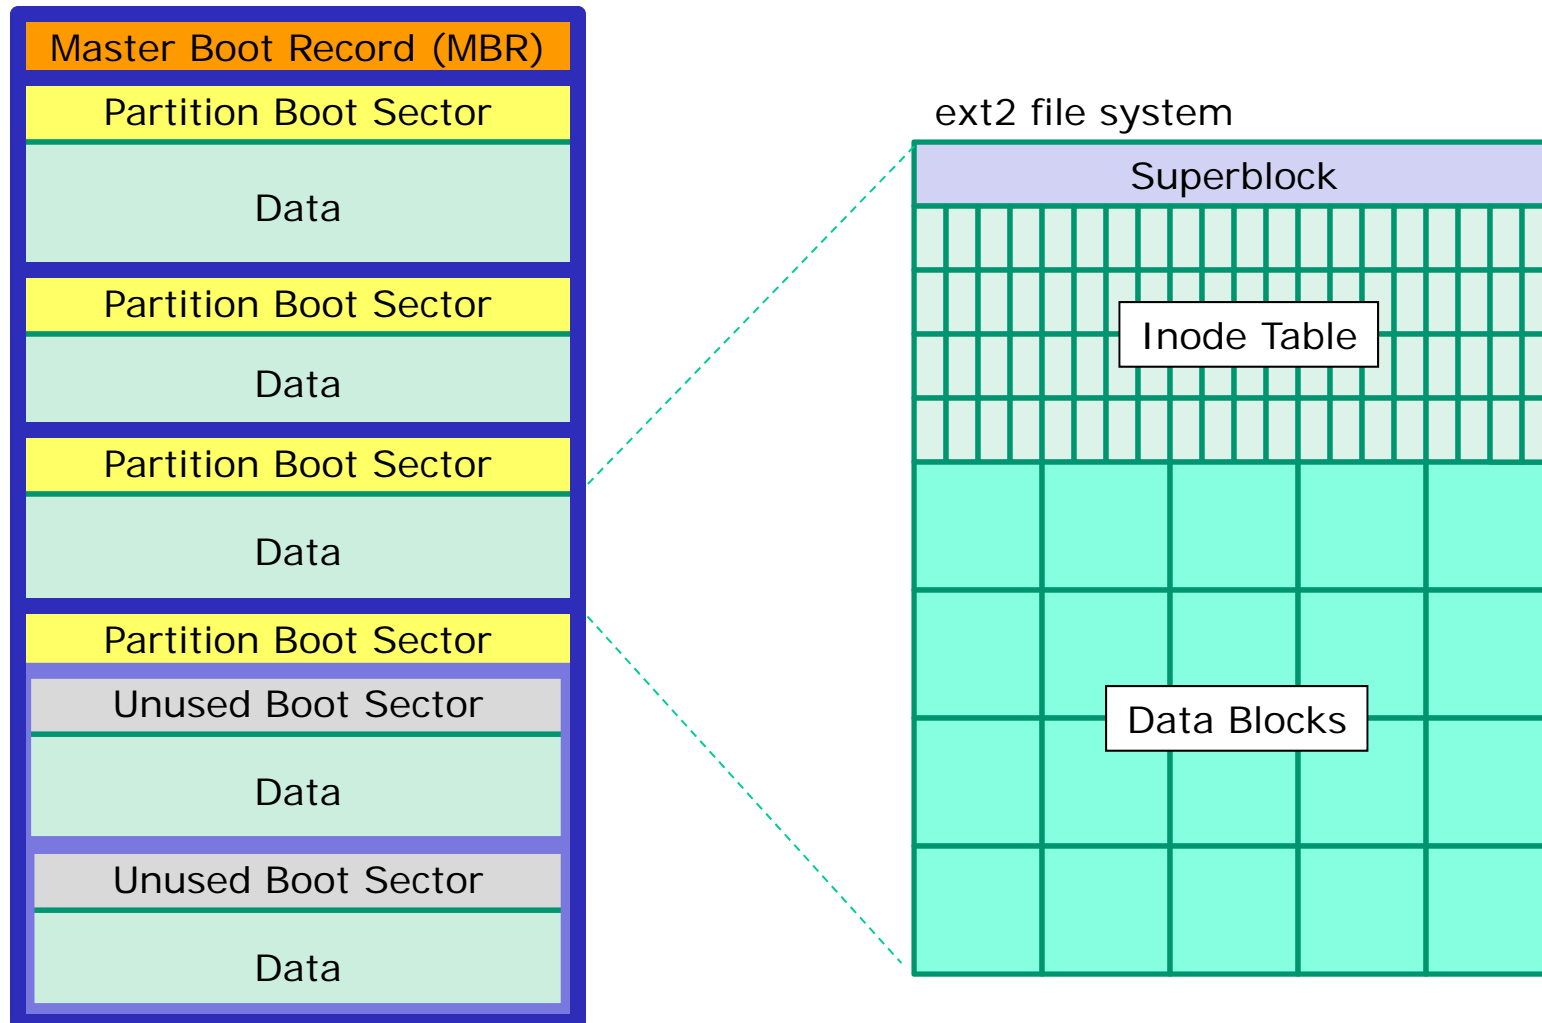 Master Boot Record (MBR)
Partition Boot Sector
Data
Partition Boot Sector
Data
Partition Boot Sector
Data
Partition Boot Sector
Unused Boot Sector
Data
Unused Boot Sector
Data
ext2 file system
Superblock
Inode Table
Data Blocks